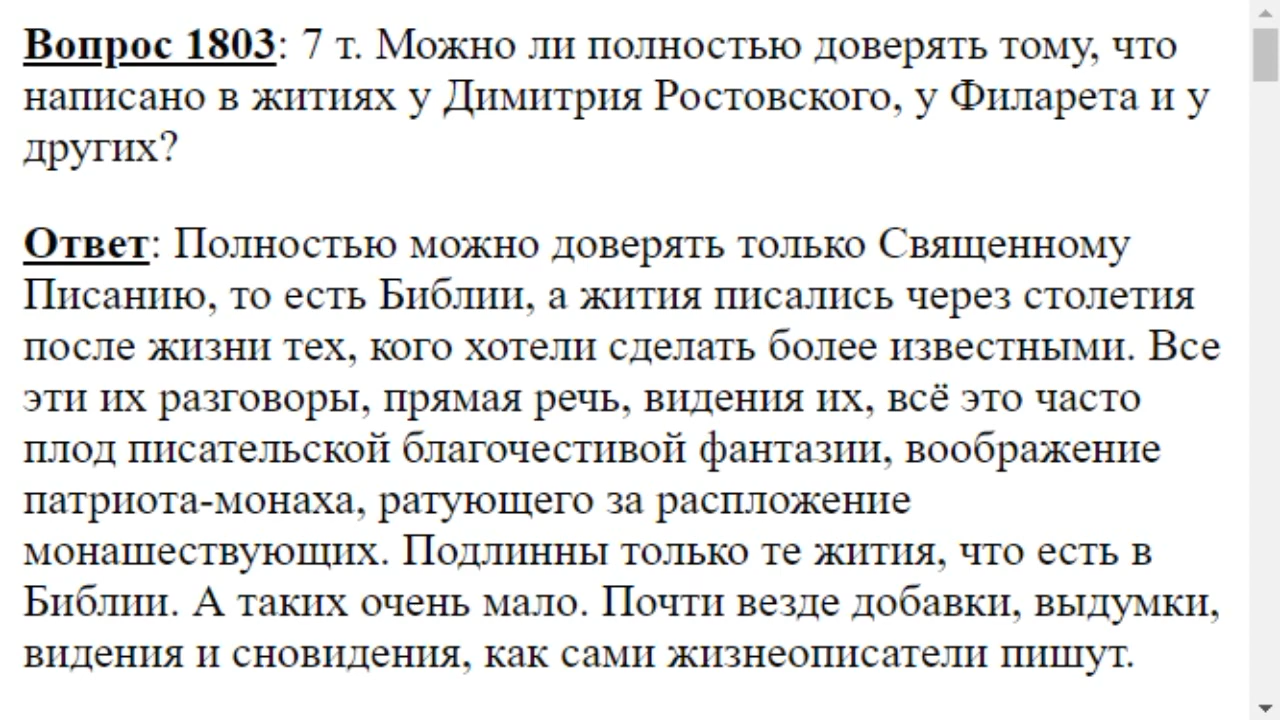 Вопрос 1803: 7 т. Можно ли полностью доверять тому, что
написано в житиях у Димитрия Ростовского, у Филарета и у
других?
Ответ: Полностью можно доверять только Священному
Писанию, то есть Библии, а жития писались через столетия
после жизни тех, кого хотели сделать более известными. Все
эти их разговоры, прямая речь, видения их, всё это часто
плод писательской благочестивой фантазии, воображение
патриота-монаха, ратующего за распложение
монашествующих. Подлинны только те жития, что есть в
Библии. А таких очень мало. Почти везде добавки, выдумки,
видения и сновидения, как сами жизнеописатели пишут.